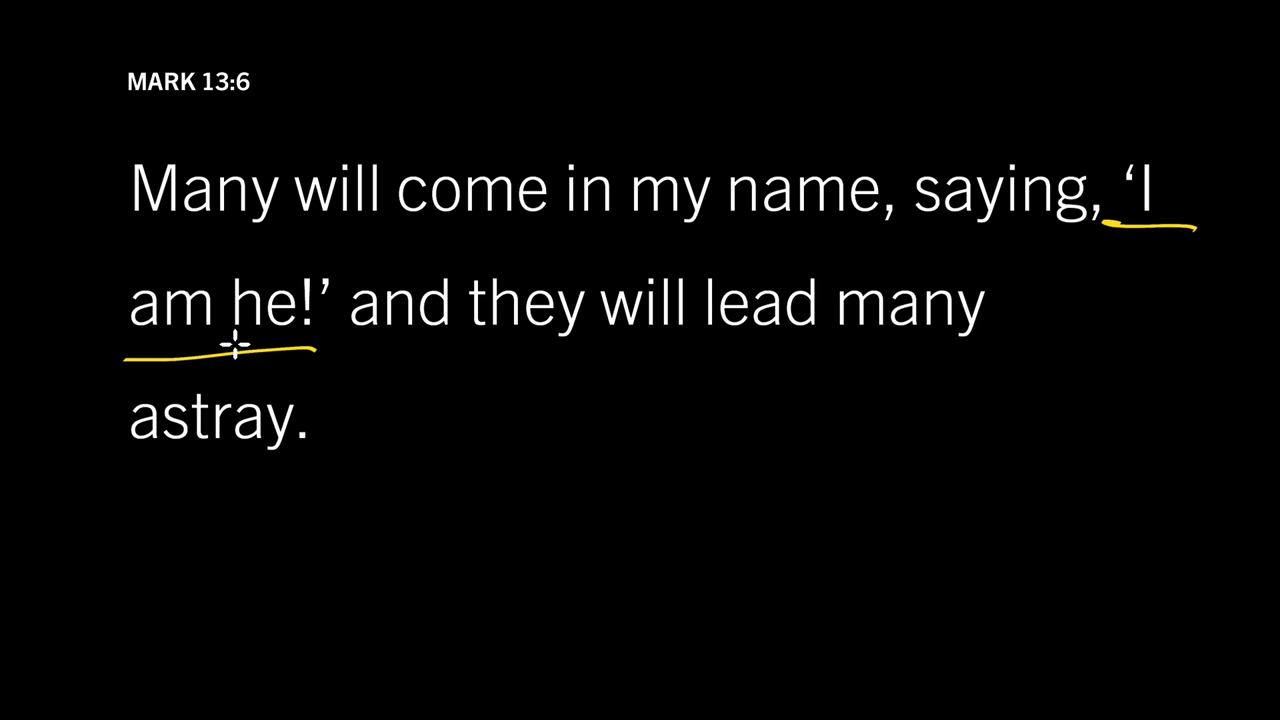 MARK 13:6
Many will come in my name, saying, ‘I
am he!’ and they will lead many
astray.